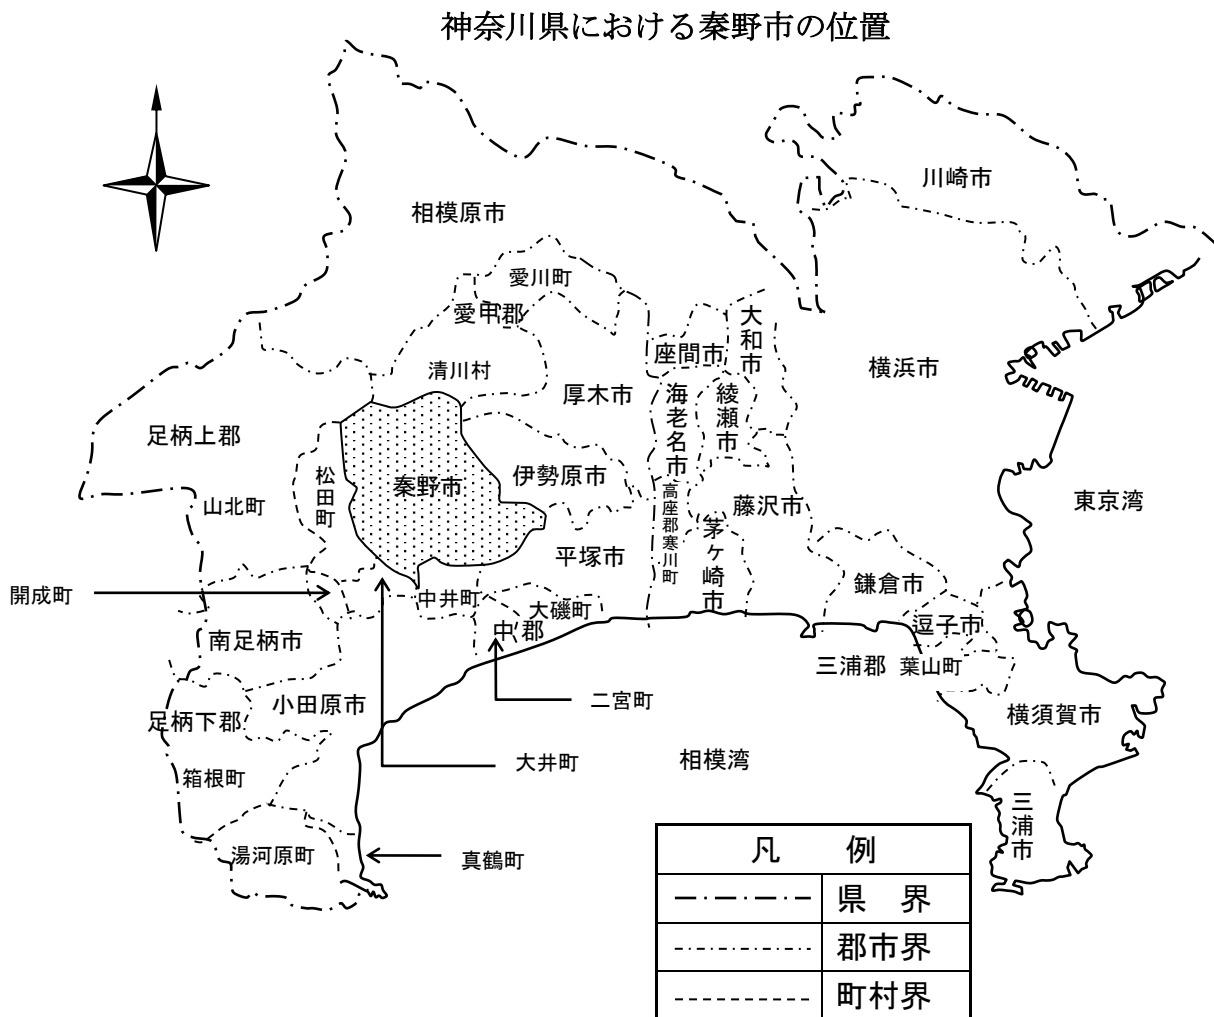 神奈川県における秦野市の位置
川崎市
相模原市
愛川町
愛甲郡
大和市
座間市
横浜市
清川村
厚木市
海老名市
綾瀬市
足柄上郡
松田町
秦野市
伊勢原市
高座郡寒川町
藤沢市
東京湾
山北町
茅ヶ崎市
平塚市
鎌倉市
開成町
中井町
大磯町
中郡
逗子市
南足柄市
三浦郡
葉山町
小田原市
二宮町
足柄下郡
横須賀市
箱根町
大井町
相模湾
三浦市
湯河原町
真鶴町
凡 例
県 界
郡市界
町村界